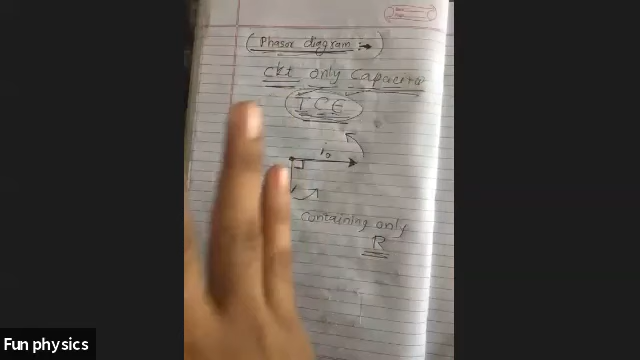 (Phasor diagram :→)
Ckt only Capacitor
ICE
i₀
containing only
R
Fun physics